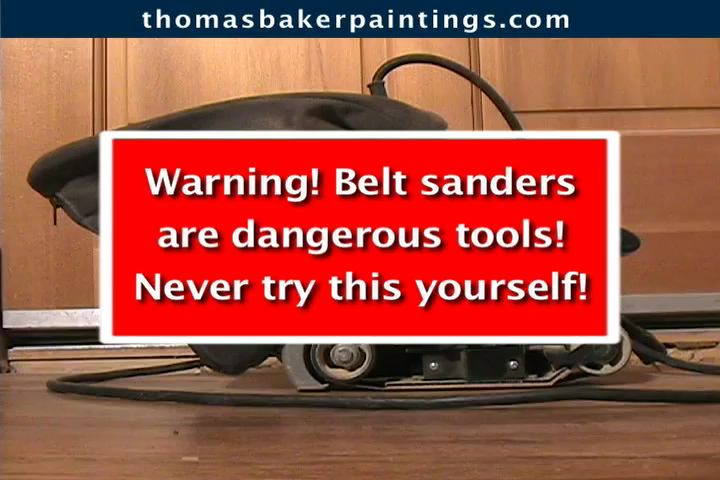 thomasbakerpaintings.com
Warning! Belt sanders
are dangerous tools!
Never try this yourself!